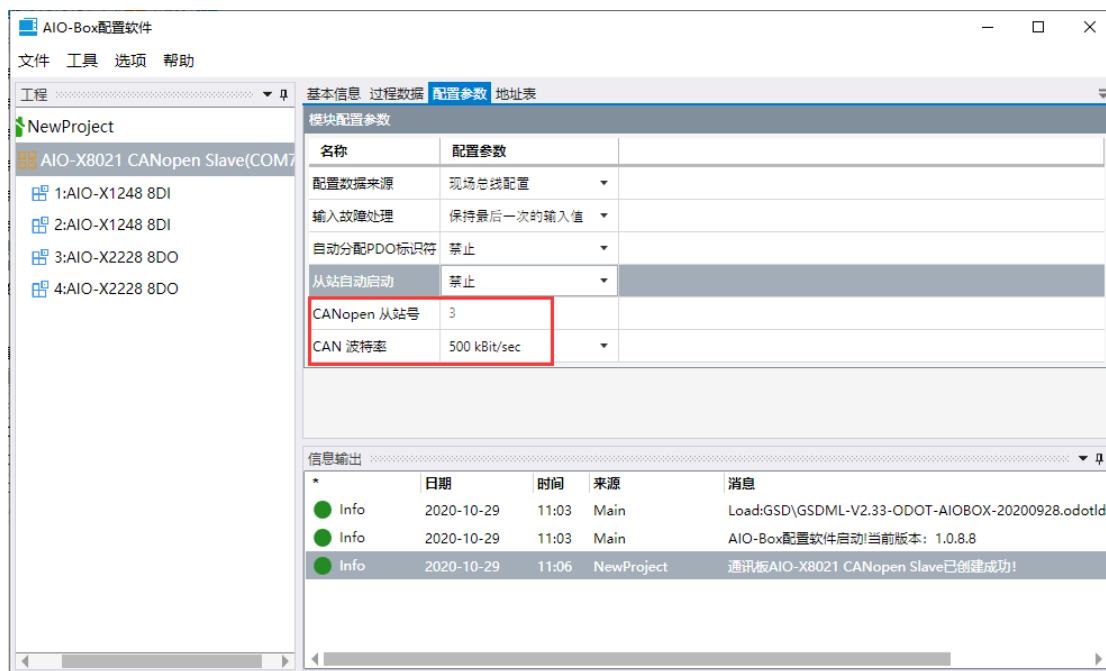 AIO-Box配置软件
文件 工具 选项 帮助
工程
NewProject
AIO-X8021 CANopen Slave(COM7
1:AIO-X1248 8DI
2:AIO-X1248 8DI
3:AIO-X2228 8DO
4:AIO-X2228 8DO
基本信息 过程数据 配置参数 地址表
模块配置参数
名称 配置参数
配置数据来源 现场总线配置
输入故障处理 保持最后一次的输入值
自动分配PDO标识符 禁止
从站自动启动 禁止
CANopen 从站号 3
CAN 波特率 500 kBit/sec
信息输出
* 日期 时间 来源 消息
Info 2020-10-29 11:03 Main Load:GSD\GSDML-V2.33-ODOT-AIOBOX-20200928.odotld
Info 2020-10-29 11:03 Main AIO-Box配置软件启动!当前版本：1.0.8.8
Info 2020-10-29 11:06 NewProject 通讯板AIO-X8021 CANopen Slave已创建成功!